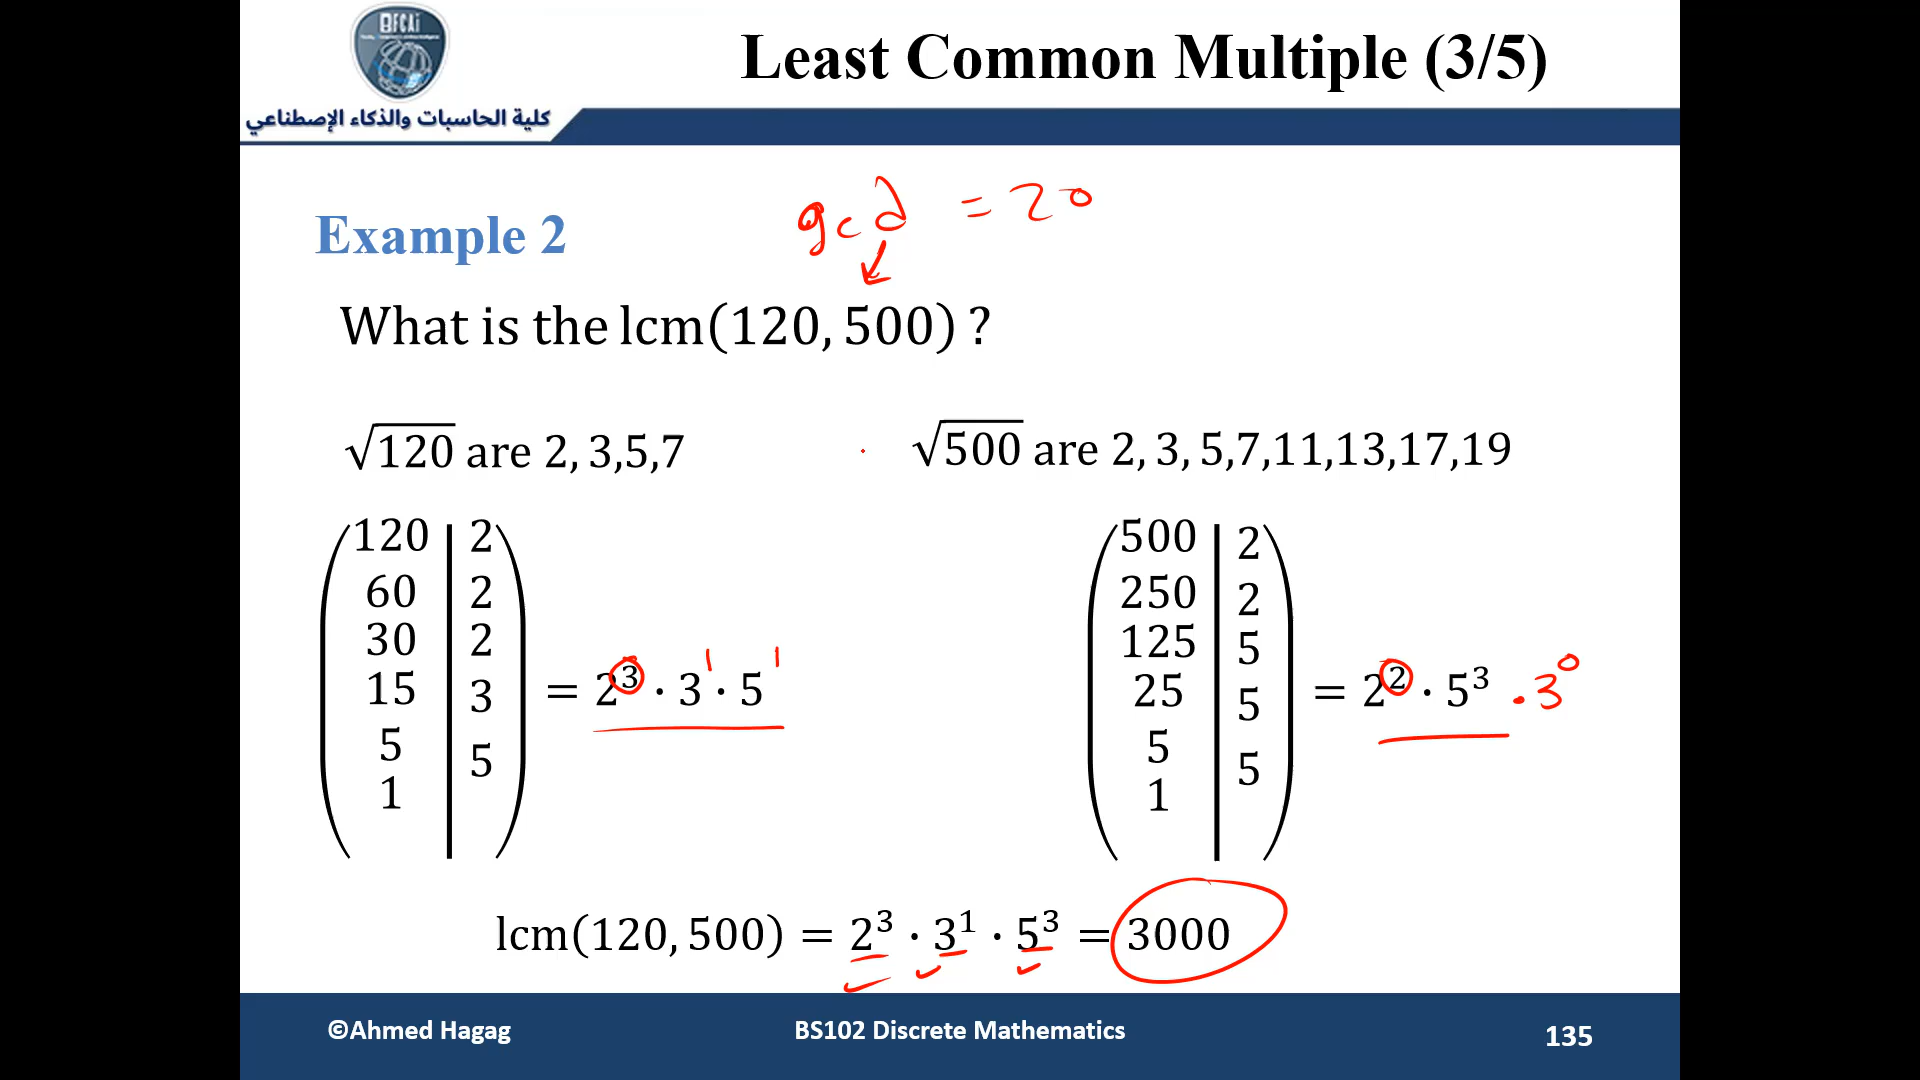 BFCAi
كلية الحاسبات والذكاء الإصطناعي
Least Common Multiple (3/5)
gcd = 20
Example 2
What is the lcm(120, 500) ?
√120 are 2, 3,5,7
√500 are 2, 3, 5,7,11,13,17,19
120 | 2
60 | 2
30 | 2
15 | 3
5 | 5
1
= 2³ · 3¹ · 5¹
500 | 2
250 | 2
125 | 5
25 | 5
5 | 5
1
= 2² · 5³ · 3⁰
lcm(120, 500) = 2³ · 3¹ · 5³ = 3000
©Ahmed Hagag
BS102 Discrete Mathematics
135